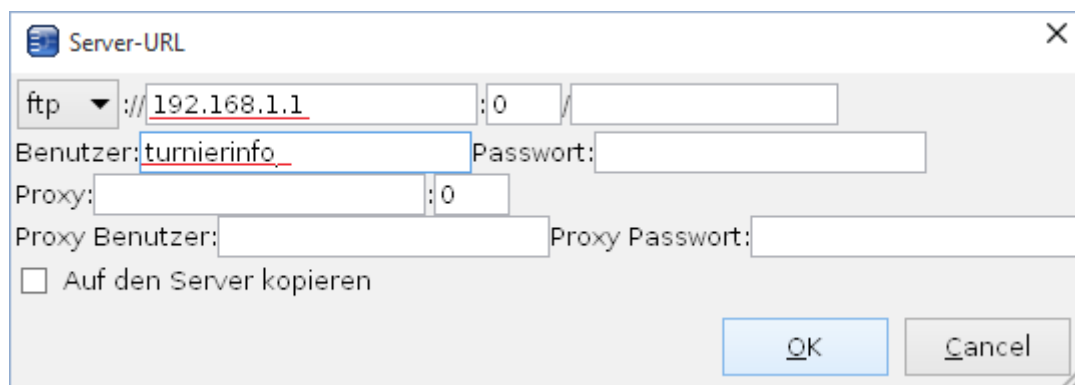 Server-URL
ftp :// 192.168.1.1 : 0 /
Benutzer: turnierinfo Passwort:
Proxy: : 0
Proxy Benutzer: Proxy Passwort:
Auf den Server kopieren
OK Cancel